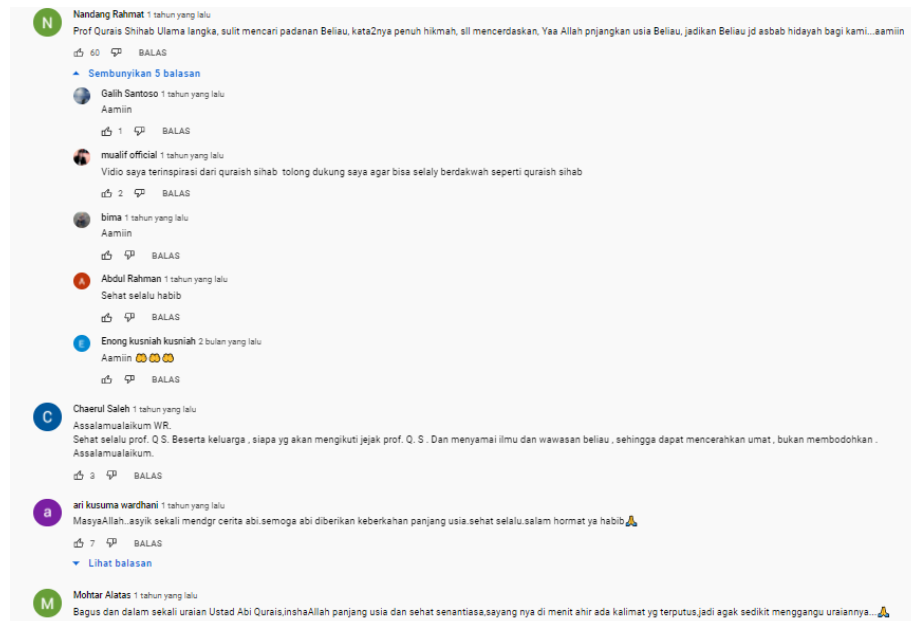 N
Nandang Rahmat 1 tahun yang lalu
Prof Qurais Shihab Ulama langka, sulit mencari padanan Beliau, kata2nya penuh hikmah, sll mencerdaskan, Yaa Allah pnjangkan usia Beliau, jadikan Beliau jd asbab hidayah bagi kami...aamiin
60 BALAS
Sembunyikan 5 balasan
Galih Santoso 1 tahun yang lalu
Aamiin
1 BALAS
mualif official 1 tahun yang lalu
Vidio saya terinspirasi dari quraish sihab tolong dukung saya agar bisa selaly berdakwah seperti quraish sihab
2 BALAS
bima 1 tahun yang lalu
Aamiin
BALAS
A
Abdul Rahman 1 tahun yang lalu
Sehat selalu habib
BALAS
E
Enong kusniah kusniah 2 bulan yang lalu
Aamiin 🤲🤲🤲
BALAS
C
Chaerul Saleh 1 tahun yang lalu
Assalamualaikum WR.
Sehat selalu prof. Q S. Beserta keluarga , siapa yg akan mengikuti jejak prof. Q. S . Dan menyamai ilmu dan wawasan beliau , sehingga dapat mencerahkan umat , bukan membodohkan .
Assalamualaikum.
3 BALAS
a
ari kusuma wardhani 1 tahun yang lalu
MasyaAllah..asyik sekali mendgr cerita abi.semoga abi diberikan keberkahan panjang usia.sehat selalu.salam hormat ya habib🙏
7 BALAS
Lihat balasan
M
Mohtar Alatas 1 tahun yang lalu
Bagus dan dalam sekali uraian Ustad Abi Qurais,inshaAllah panjang usia dan sehat senantiasa,sayang nya di menit ahir ada kalimat yg terputus,jadi agak sedikit menggangu uraiannya...🙏